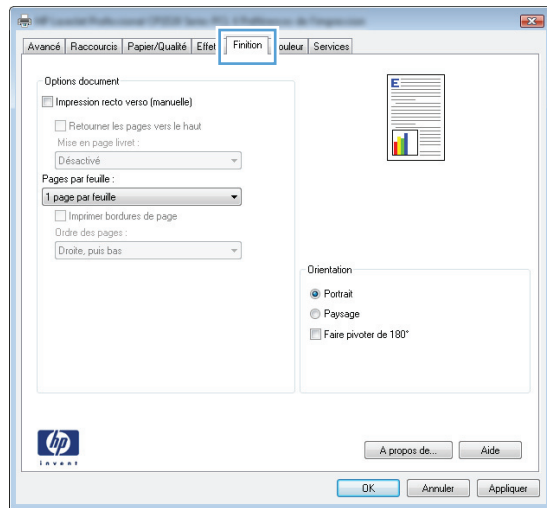 Avancé Raccourcis Papier/Qualité Effet Finition ouleur Services
Options document
Impression recto verso (manuelle)
Retourner les pages vers le haut
Mise en page livret :
Désactivé
Pages par feuille :
1 page par feuille
Imprimer bordures de page
Ordre des pages :
Droite, puis bas
E
Orientation
Portrait
Paysage
Faire pivoter de 180°
hp
invent
A propos de... Aide
OK Annuler Appliquer